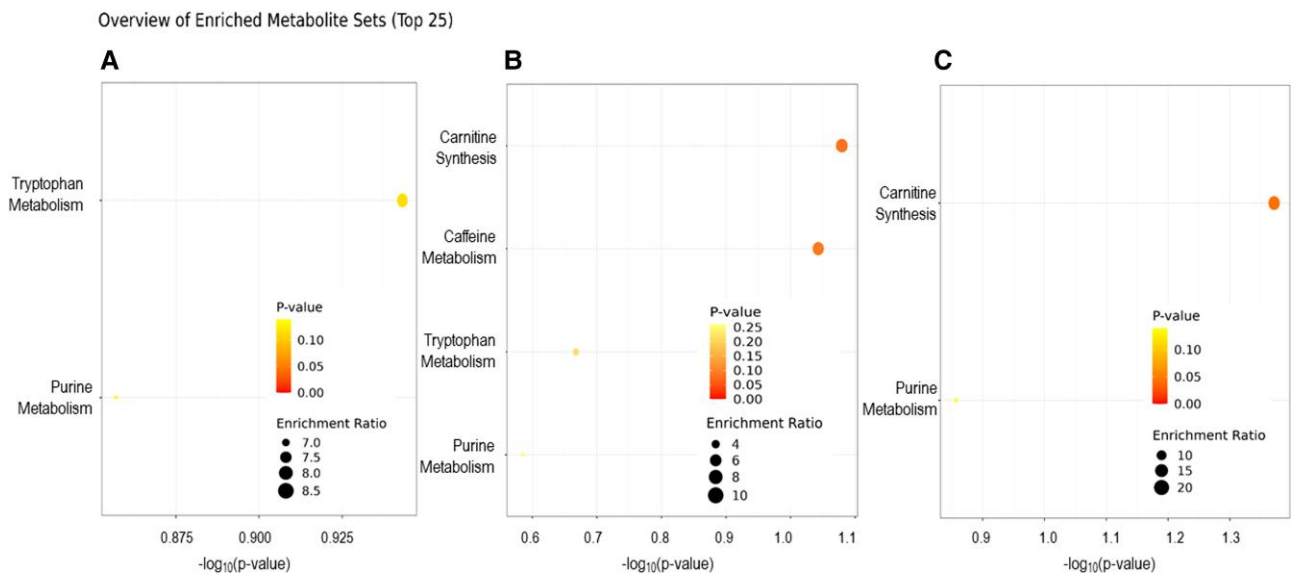 Overview of Enriched Metabolite Sets (Top 25)
A
Tryptophan
Metabolism
Purine
Metabolism
P-value
0.10
0.05
0.00
Enrichment Ratio
7.0
7.5
8.0
8.5
0.875 0.900 0.925
-log10(p-value)
B
Carnitine
Synthesis
Caffeine
Metabolism
Tryptophan
Metabolism
Purine
Metabolism
P-value
0.25
0.20
0.15
0.10
0.05
0.00
Enrichment Ratio
4
6
8
10
0.6 0.7 0.8 0.9 1.0 1.1
-log10(p-value)
C
Carnitine
Synthesis
Purine
Metabolism
P-value
0.10
0.05
0.00
Enrichment Ratio
10
15
20
0.9 1.0 1.1 1.2 1.3
-log10(p-value)